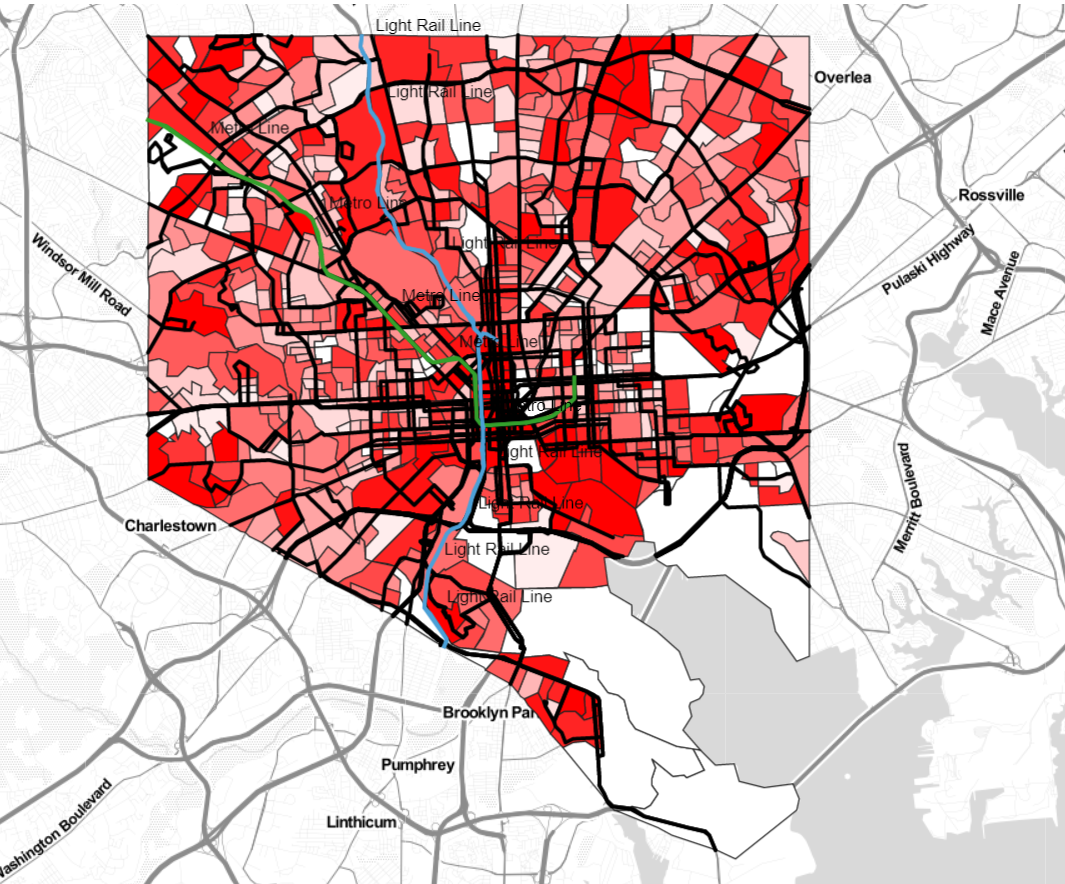 Light Rail Line
Overlea
Light Rail Line
Metro Line
Rossville
Metro Line
Pulaski Highway
Light Rail Line
Windsor Mill Road
Mace Avenue
Metro Line
Metro Line
Metro Line
Light Rail Line
Merritt Boulevard
Light Rail Line
Charlestown
Light Rail Line
Light Rail Line
Brooklyn Par
Pumphrey
Linthicum
Washington Boulevard